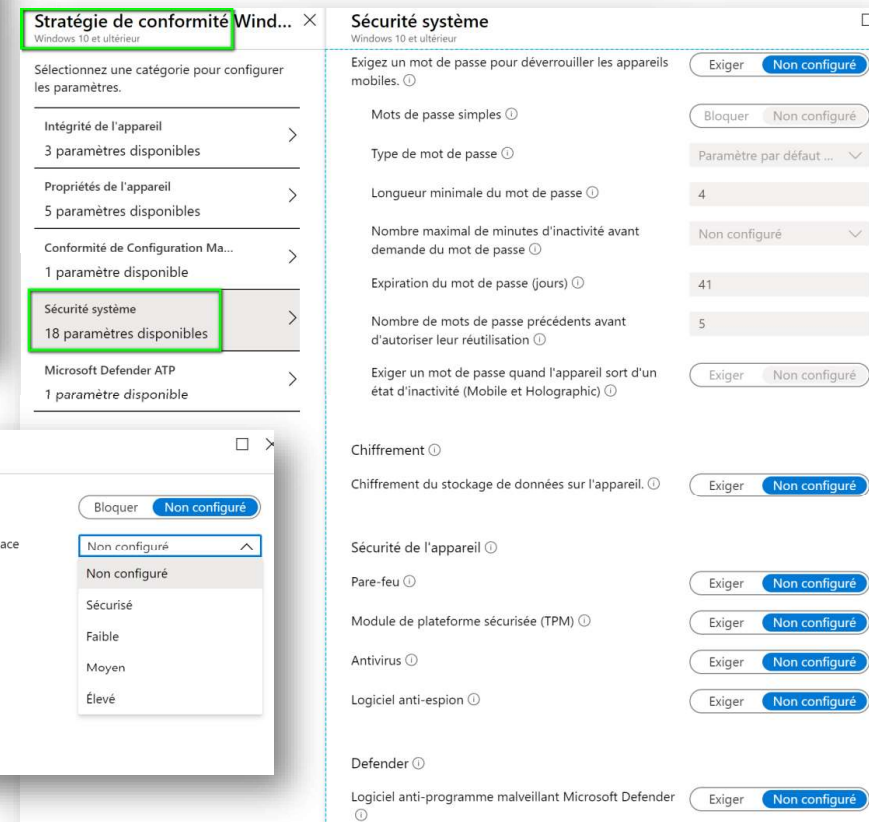 Stratégie de conformité Wind...
Windows 10 et ultérieur
Sélectionnez une catégorie pour configurer
les paramètres.
Intégrité de l'appareil
3 paramètres disponibles
Propriétés de l'appareil
5 paramètres disponibles
Conformité de Configuration Ma...
1 paramètre disponible
Sécurité système
18 paramètres disponibles
Microsoft Defender ATP
1 paramètre disponible
Bloquer Non configuré
ace
Non configuré
Non configuré
Sécurisé
Faible
Moyen
Élevé
Sécurité système
Windows 10 et ultérieur
Exigez un mot de passe pour déverrouiller les appareils
mobiles.
Exiger Non configuré
Mots de passe simples
Bloquer Non configuré
Type de mot de passe
Paramètre par défaut ...
Longueur minimale du mot de passe
4
Nombre maximal de minutes d'inactivité avant
demande du mot de passe
Non configuré
Expiration du mot de passe (jours)
41
Nombre de mots de passe précédents avant
d'autoriser leur réutilisation
5
Exiger un mot de passe quand l'appareil sort d'un
état d'inactivité (Mobile et Holographic)
Exiger Non configuré
Chiffrement
Chiffrement du stockage de données sur l'appareil.
Exiger Non configuré
Sécurité de l'appareil
Pare-feu
Exiger Non configuré
Module de plateforme sécurisée (TPM)
Exiger Non configuré
Antivirus
Exiger Non configuré
Logiciel anti-espion
Exiger Non configuré
Defender
Logiciel anti-programme malveillant Microsoft Defender
Exiger Non configuré